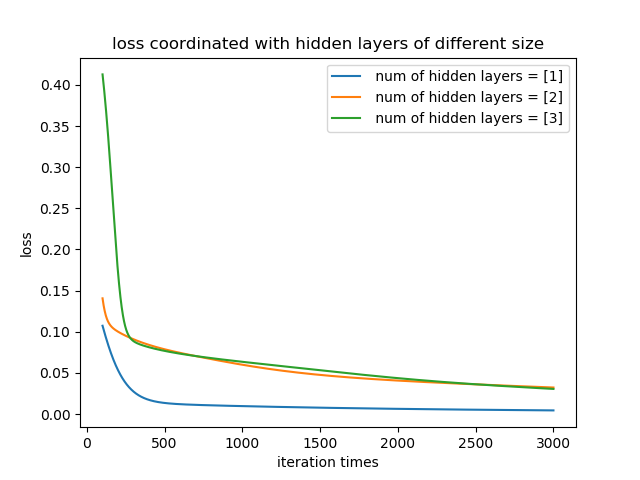 loss coordinated with hidden layers of different size
num of hidden layers = [1]
num of hidden layers = [2]
num of hidden layers = [3]
0.40
0.35
0.30
0.25
0.20
0.15
0.10
0.05
0.00
loss
0 500 1000 1500 2000 2500 3000
iteration times